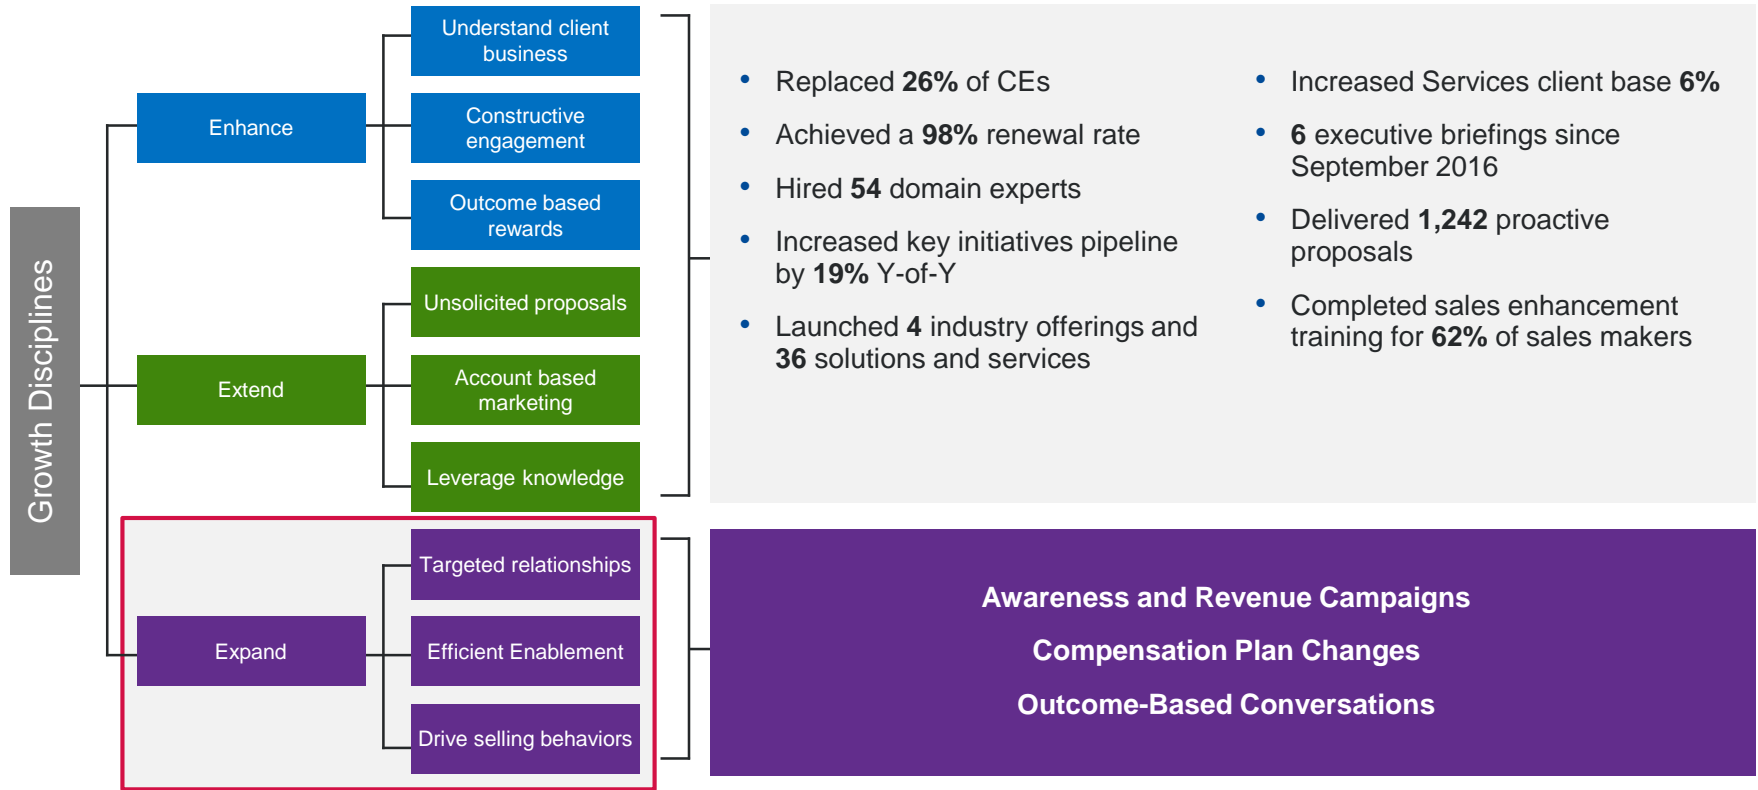 Growth Disciplines
Enhance
Understand client
business
Constructive
engagement
Outcome based
rewards
Extend
Unsolicited proposals
Account based
marketing
Leverage knowledge
Expand
Targeted relationships
Efficient Enablement
Drive selling behaviors
• Replaced 26% of CEs
• Achieved a 98% renewal rate
• Hired 54 domain experts
• Increased key initiatives pipeline
by 19% Y-of-Y
• Launched 4 industry offerings and
36 solutions and services
• Increased Services client base 6%
• 6 executive briefings since
September 2016
• Delivered 1,242 proactive
proposals
• Completed sales enhancement
training for 62% of sales makers
Awareness and Revenue Campaigns
Compensation Plan Changes
Outcome-Based Conversations